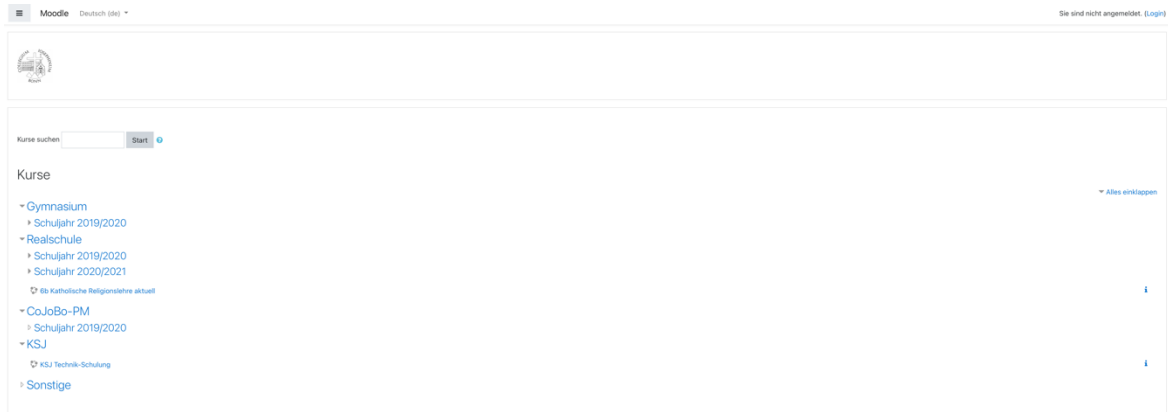 Moodle Deutsch (de) Sie sind nicht angemeldet. (Login)
Kurse suchen Start
Kurse
Alles einklappen
Gymnasium
Schuljahr 2019/2020
Realschule
Schuljahr 2019/2020
Schuljahr 2020/2021
6b Katholische Religionslehre aktuell
CoJoBo-PM
Schuljahr 2019/2020
KSJ
KSJ Technik-Schulung
Sonstige